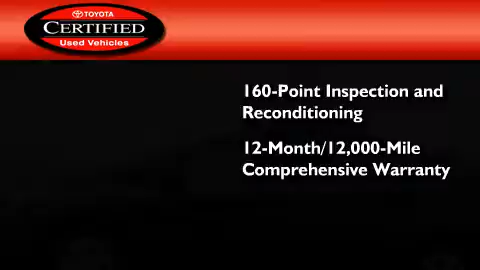 TOYOTA
CERTIFIED
Used Vehicles
160-Point Inspection and
Reconditioning
12-Month/12,000-Mile
Comprehensive Warranty